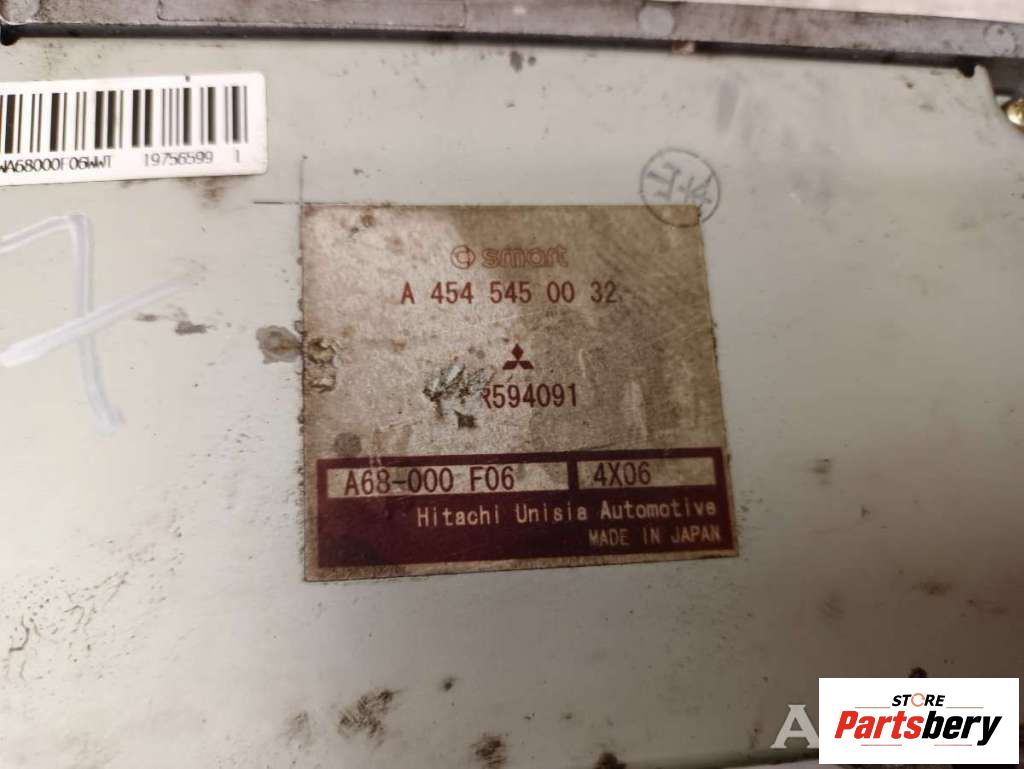 WA68000F06WWT 19756599 1
smart
A 454 545 00 32
R594091
A68-000 F06 4X06
Hitachi Unisia Automotive
MADE IN JAPAN
STORE
Partsbery
A